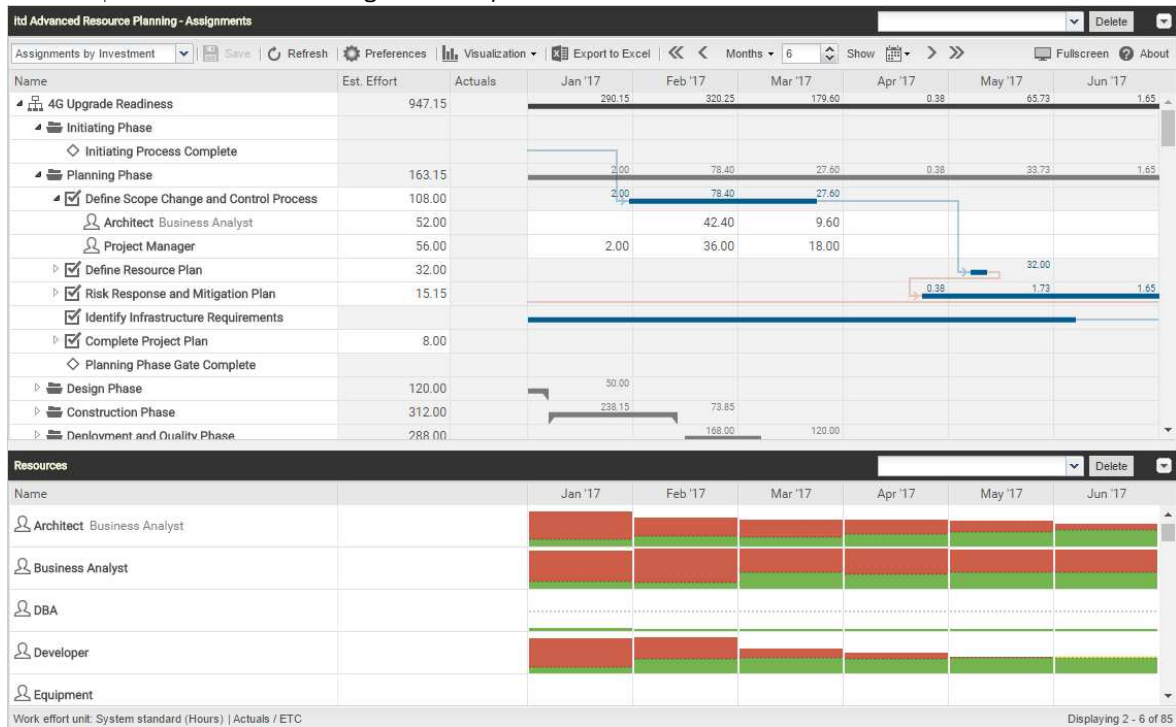 itd Advanced Resource Planning - Assignments Delete
Assignments by Investment Save Refresh Preferences Visualization Export to Excel Months 6 Show Fullscreen About
Name Est. Effort Actuals Jan '17 Feb '17 Mar '17 Apr '17 May '17 Jun '17
4G Upgrade Readiness 947.15 290.15 320.25 179.60 0.38 65.73 1.65
Initiating Phase
Initiating Process Complete
Planning Phase 163.15 2.00 78.40 27.60 0.38 33.73 1.65
Define Scope Change and Control Process 108.00 2.00 78.40 27.60
Architect Business Analyst 52.00 42.40 9.60
Project Manager 56.00 2.00 36.00 18.00
Define Resource Plan 32.00 32.00
Risk Response and Mitigation Plan 15.15 0.38 1.73 1.65
Identify Infrastructure Requirements
Complete Project Plan 8.00
Planning Phase Gate Complete
Design Phase 120.00 50.00
Construction Phase 312.00 238.15 73.85
Deployment and Quality Phase 288.00 168.00 120.00
Resources Delete
Name Jan '17 Feb '17 Mar '17 Apr '17 May '17 Jun '17
Architect Business Analyst
Business Analyst
DBA
Developer
Equipment
Work effort unit: System standard (Hours) | Actuals / ETC Displaying 2 - 6 of 85